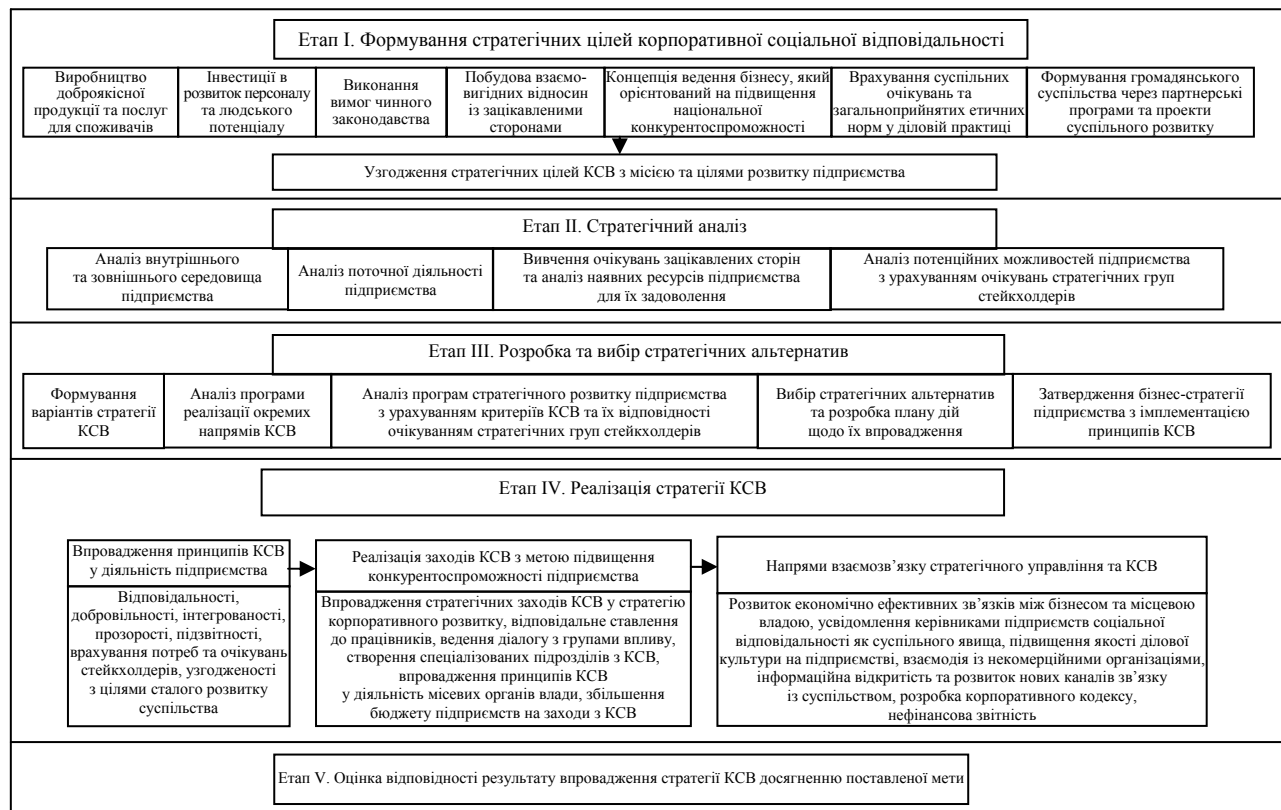 Етап I. Формування стратегічних цілей корпоративної соціальної відповідальності
Виробництво
доброякісної
продукції та послуг
для споживачів
Інвестиції в
розвиток персоналу
та людського
потенціалу
Виконання
вимог чинного
законодавства
Побудова взаємо-
вигідних відносин
із зацікавленими
сторонами
Концепція ведення бізнесу, який
орієнтований на підвищення
національної
конкурентоспроможності
Врахування суспільних
очікувань та
загальноприйнятих етичних
норм у діловій практиці
Формування громадянського
суспільства через партнерські
програми та проекти
суспільного розвитку
Узгодження стратегічних цілей КСВ з місією та цілями розвитку підприємства
Етап II. Стратегічний аналіз
Аналіз внутрішнього
та зовнішнього середовища
підприємства
Аналіз поточної діяльності
підприємства
Вивчення очікувань зацікавлених сторін
та аналіз наявних ресурсів підприємства
для їх задоволення
Аналіз потенційних можливостей підприємства
з урахуванням очікувань стратегічних груп
стейкхолдерів
Етап III. Розробка та вибір стратегічних альтернатив
Формування
варіантів стратегії
КСВ
Аналіз програми
реалізації окремих
напрямів КСВ
Аналіз програм стратегічного розвитку підприємства
з урахуванням критеріїв КСВ та їх відповідності
очікуванням стратегічних груп стейкхолдерів
Вибір стратегічних альтернатив
та розробка плану дій
щодо їх впровадження
Затвердження бізнес-стратегії
підприємства з імплементацією
принципів КСВ
Етап IV. Реалізація стратегії КСВ
Впровадження принципів КСВ
у діяльність підприємства
Відповідальності,
добровільності, інтегрованості,
прозорості, підзвітності,
врахування потреб та очікувань
стейкхолдерів, узгодженості
з цілями сталого розвитку
суспільства
Реалізація заходів КСВ з метою підвищення
конкурентоспроможності підприємства
Впровадження стратегічних заходів КСВ у стратегію
корпоративного розвитку, відповідальне ставлення
до працівників, ведення діалогу з групами впливу,
створення спеціалізованих підрозділів з КСВ,
впровадження принципів КСВ
у діяльність місевих органів влади, збільшення
бюджету підприємств на заходи з КСВ
Напрями взаємозв’язку стратегічного управління та КСВ
Розвиток економічно ефективних зв’язків між бізнесом та місцевою
владою, усвідомлення керівниками підприємств соціальної
відповідальності як суспільного явища, підвищення якості ділової
культури на підприємстві, взаємодія із некомерційними організаціями,
інформаційна відкритість та розвиток нових каналів зв’язку
із суспільством, розробка корпоративного кодексу,
нефінансова звітність
Етап V. Оцінка відповідності результату впровадження стратегії КСВ досягненню поставленої мети